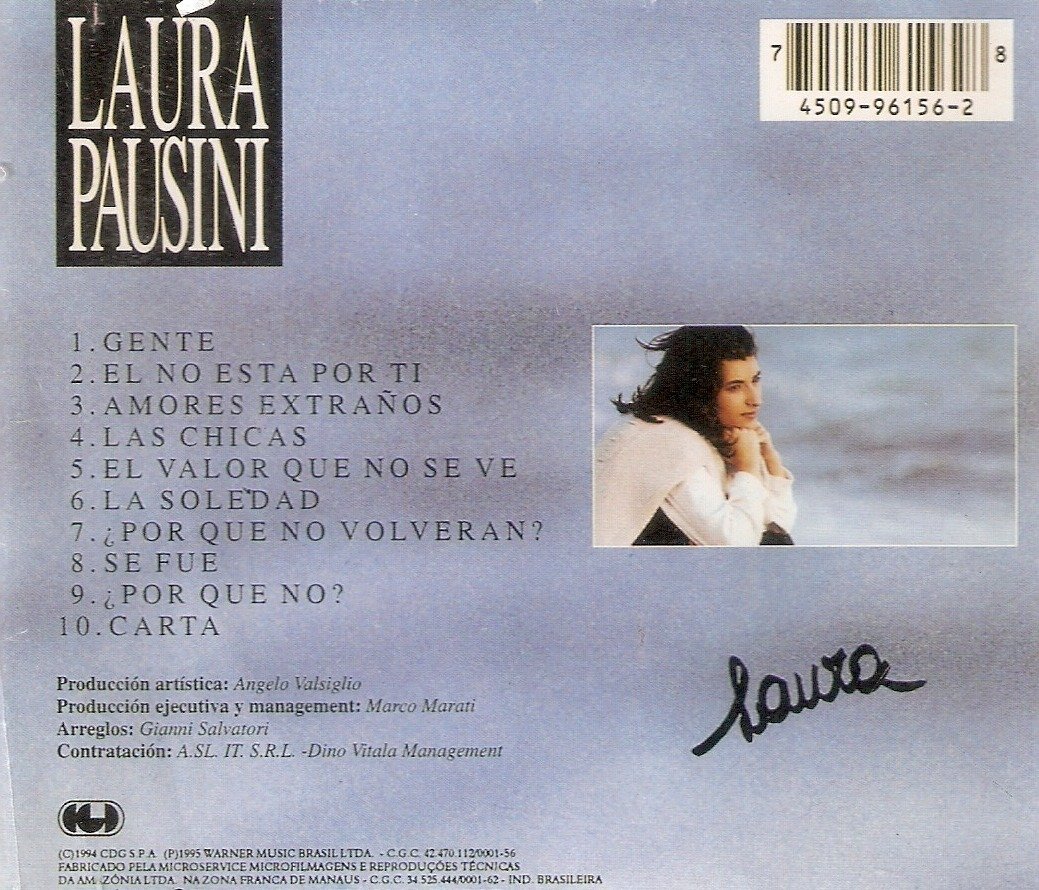 LAURA
PAUSINI
7 8
4509-96156-2
1. GENTE
2. EL NO ESTA POR TI
3. AMORES EXTRAÑOS
4. LAS CHICAS
5. EL VALOR QUE NO SE VE
6. LA SOLEDAD
7. ¿POR QUE NO VOLVERAN?
8. SE FUE
9. ¿POR QUE NO?
10. CARTA
Laura
Producción artística: Angelo Valsiglio
Producción ejecutiva y management: Marco Marati
Arreglos: Gianni Salvatori
Contratación: A.SL. IT. S.R.L. -Dino Vitala Management
(C)1994 CDG S.P.A. (P)1995 WARNER MUSIC BRASIL LTDA. - C.G.C. 42.470.112/0001-56
FABRICADO PELA MICROSERVICE MICROFILMAGENS E REPRODUÇÕES TÉCNICAS
DA AMAZÔNIA LTDA. NA ZONA FRANCA DE MANAUS - C.G.C. 34.525.444/0001-62 - IND. BRASILEIRA